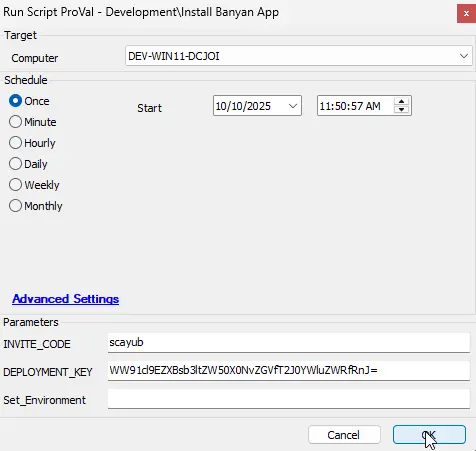 Run Script ProVal - Development\Install Banyan App
Target
Computer
DEV-WIN11-DCJOI
Schedule
Once
Start
10/10/2025
11:50:57 AM
Minute
Hourly
Daily
Weekly
Monthly
Advanced Settings
Parameters
INVITE_CODE
scayub
DEPLOYMENT_KEY
WW91cl9EZXBsb3ltZW50X0NvZGVfT2J0YWluZWRfRnJ=
Set_Environment
Cancel
OK